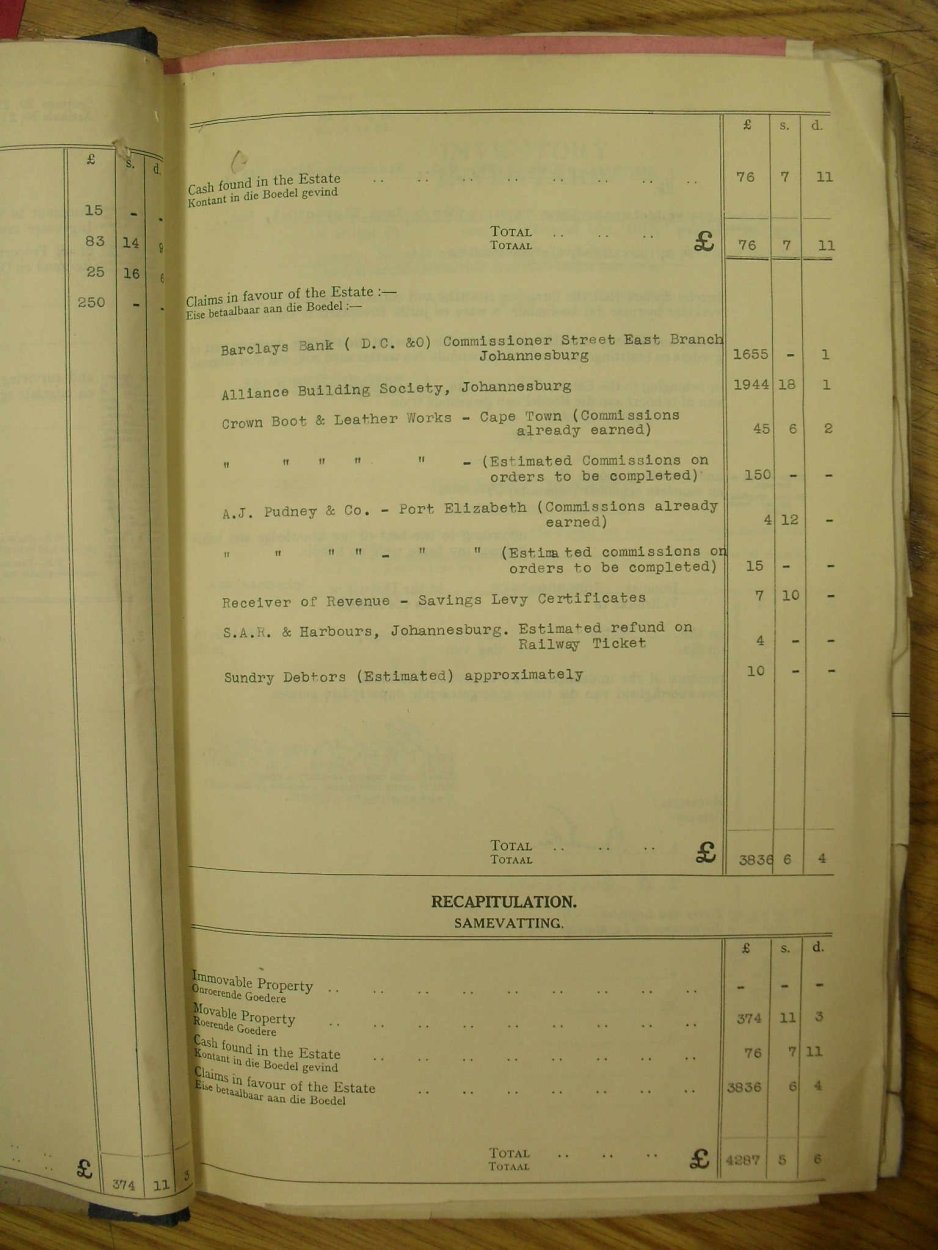 £ s. d.
15 - -
83 14 9
25 16 6
250 - -
£ 374 11 3
£ s. d.
Cash found in the Estate .. .. .. .. .. .. .. .. 76 7 11
Kontant in die Boedel gevind
TOTAL .. .. .. £ 76 7 11
TOTAAL
Claims in favour of the Estate :—
Eise betaalbaar aan die Boedel :—
Barclays Bank ( D.C. &O) Commissioner Street East Branch
Johannesburg 1655 - 1
Alliance Building Society, Johannesburg 1944 18 1
Crown Boot & Leather Works - Cape Town (Commissions
already earned) 45 6 2
" " " " " - (Estimated Commissions on
orders to be completed) 150 - -
A.J. Pudney & Co. - Port Elizabeth (Commissions already
earned) 4 12 -
" " " " - " " (Estimated commissions on
orders to be completed) 15 - -
Receiver of Revenue - Savings Levy Certificates 7 10 -
S.A.R. & Harbours, Johannesburg. Estimated refund on
Railway Ticket 4 - -
Sundry Debtors (Estimated) approximately 10 - -
TOTAL .. .. .. £ 3836 6 4
TOTAAL
RECAPITULATION.
SAMEVATTING.
£ s. d.
Immovable Property .. .. .. .. .. .. .. .. .. - - -
Onroerende Goedere
Movable Property .. .. .. .. .. .. .. .. .. 374 11 3
Roerende Goedere
Cash found in the Estate .. .. .. .. .. .. .. .. 76 7 11
Kontant in die Boedel gevind
Claims in favour of the Estate .. .. .. .. .. .. .. 3836 6 4
Eise betaalbaar aan die Boedel
TOTAL .. .. .. £ 4287 5 6
TOTAAL